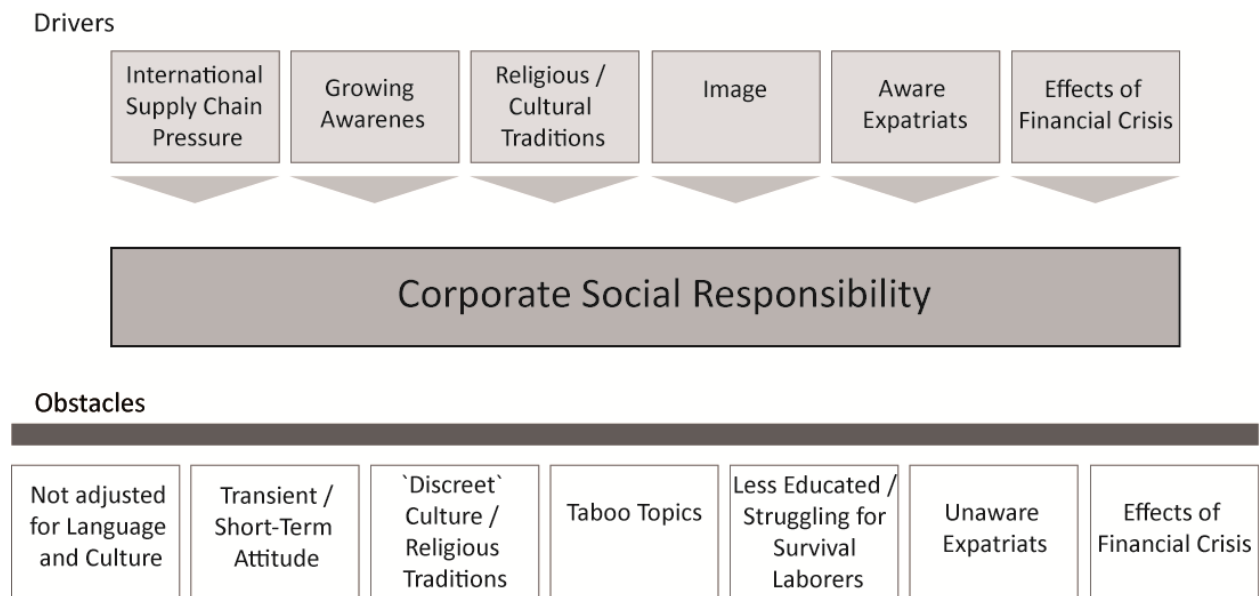 Drivers
International
Supply Chain
Pressure
Growing
Awarenes
Religious /
Cultural
Traditions
Image
Aware
Expatriats
Effects of
Financial Crisis
Corporate Social Responsibility
Obstacles
Not adjusted
for Language
and Culture
Transient /
Short-Term
Attitude
`Discreet`
Culture /
Religious
Traditions
Taboo Topics
Less Educated /
Struggling for
Survival
Laborers
Unaware
Expatriats
Effects of
Financial Crisis